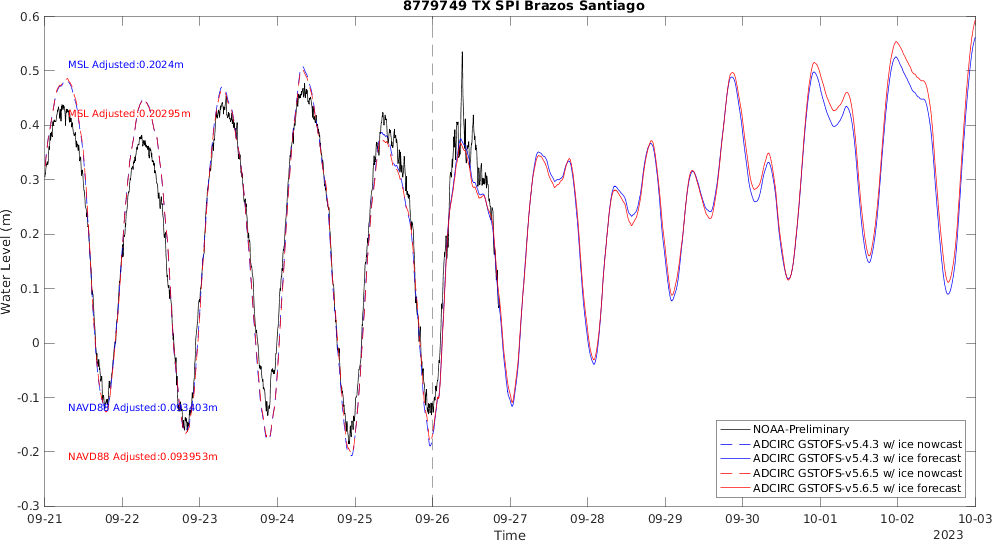 8779749 TX SPI Brazos Santiago
0.6
0.5
0.4
0.3
0.2
0.1
0
-0.1
-0.2
-0.3
Water Level (m)
MSL Adjusted:0.2024m
MSL Adjusted:0.20295m
NAVD88 Adjusted:0.093403m
NAVD88 Adjusted:0.093953m
NOAA-Preliminary
ADCIRC GSTOFS-v5.4.3 w/ ice nowcast
ADCIRC GSTOFS-v5.4.3 w/ ice forecast
ADCIRC GSTOFS-v5.6.5 w/ ice nowcast
ADCIRC GSTOFS-v5.6.5 w/ ice forecast
09-21 09-22 09-23 09-24 09-25 09-26 09-27 09-28 09-29 09-30 10-01 10-02 10-03
Time
2023